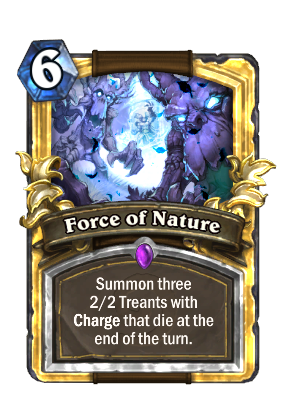 6
Force of Nature
Summon three
2/2 Treants with
Charge that die at the
end of the turn.